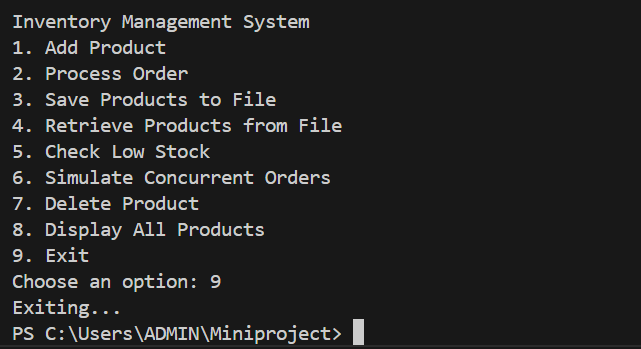 Inventory Management System
1. Add Product
2. Process Order
3. Save Products to File
4. Retrieve Products from File
5. Check Low Stock
6. Simulate Concurrent Orders
7. Delete Product
8. Display All Products
9. Exit
Choose an option: 9
Exiting...
PS C:\Users\ADMIN\Miniproject>